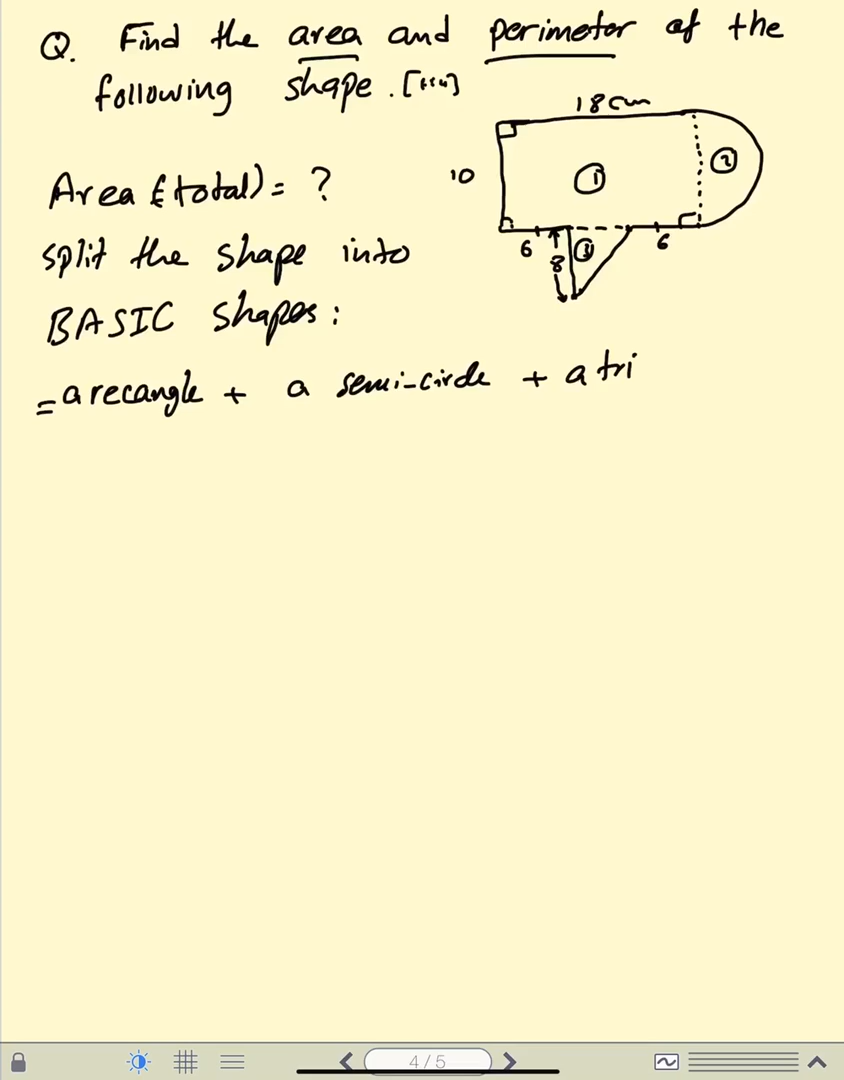 Q. Find the area and perimeter of the
following shape.
18cm
10
①
②
6
8
③
6
Area (total) = ?
split the shape into
BASIC shapes:
= a recangle + a semi-circle + a tri
4 / 5